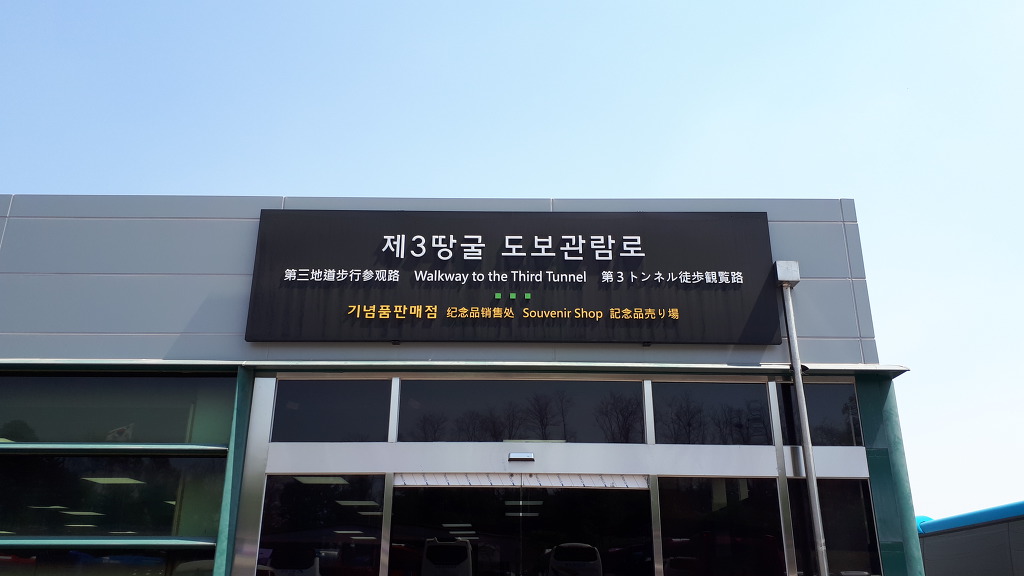 제3땅굴 도보관람로
第三地道步行参观路 Walkway to the Third Tunnel 第3トンネル徒歩観覧路
기념품판매점 纪念品销售处 Souvenir Shop 記念品売り場